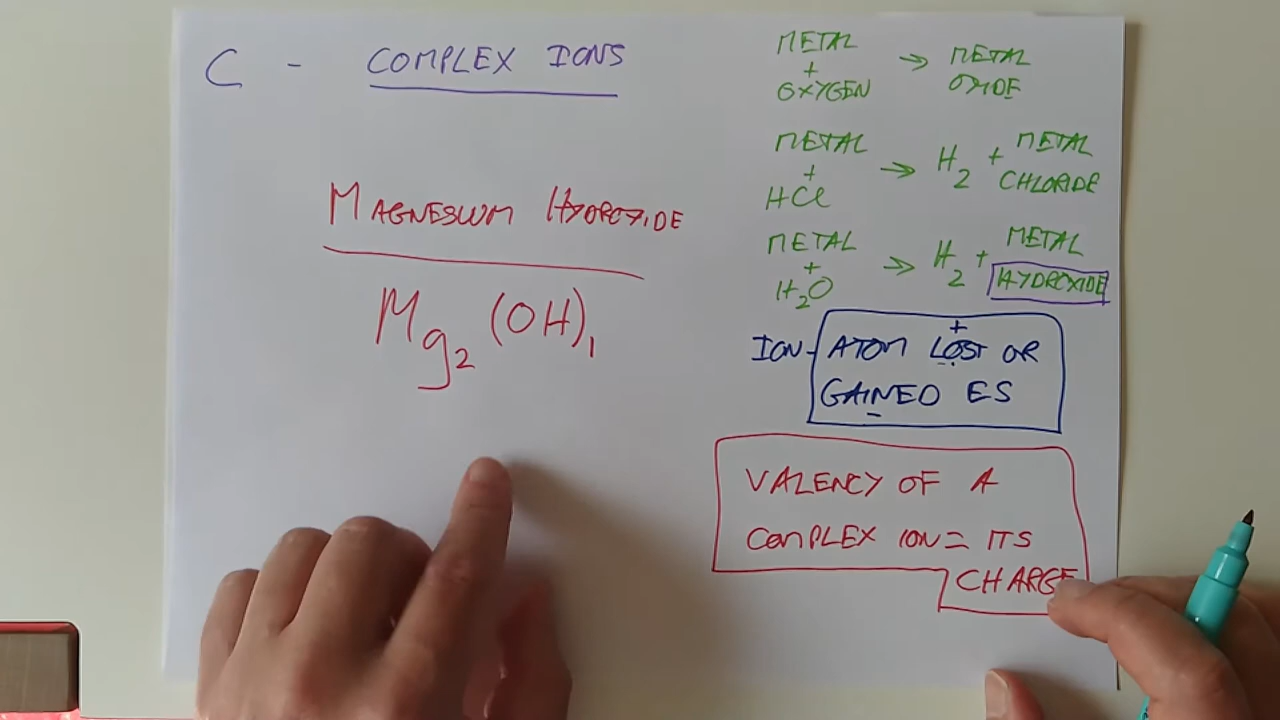 C - COMPLEX IONS
MAGNESIUM HYDROXIDE
Mg2 (OH)1
METAL + OXYGEN → METAL OXIDE
METAL + HCl → H2 + METAL CHLORIDE
METAL + H2O → H2 + METAL HYDROXIDE
+
ION - ATOM LOST OR
GAINED ES
-
VALENCY OF A
COMPLEX ION = ITS
CHARGE